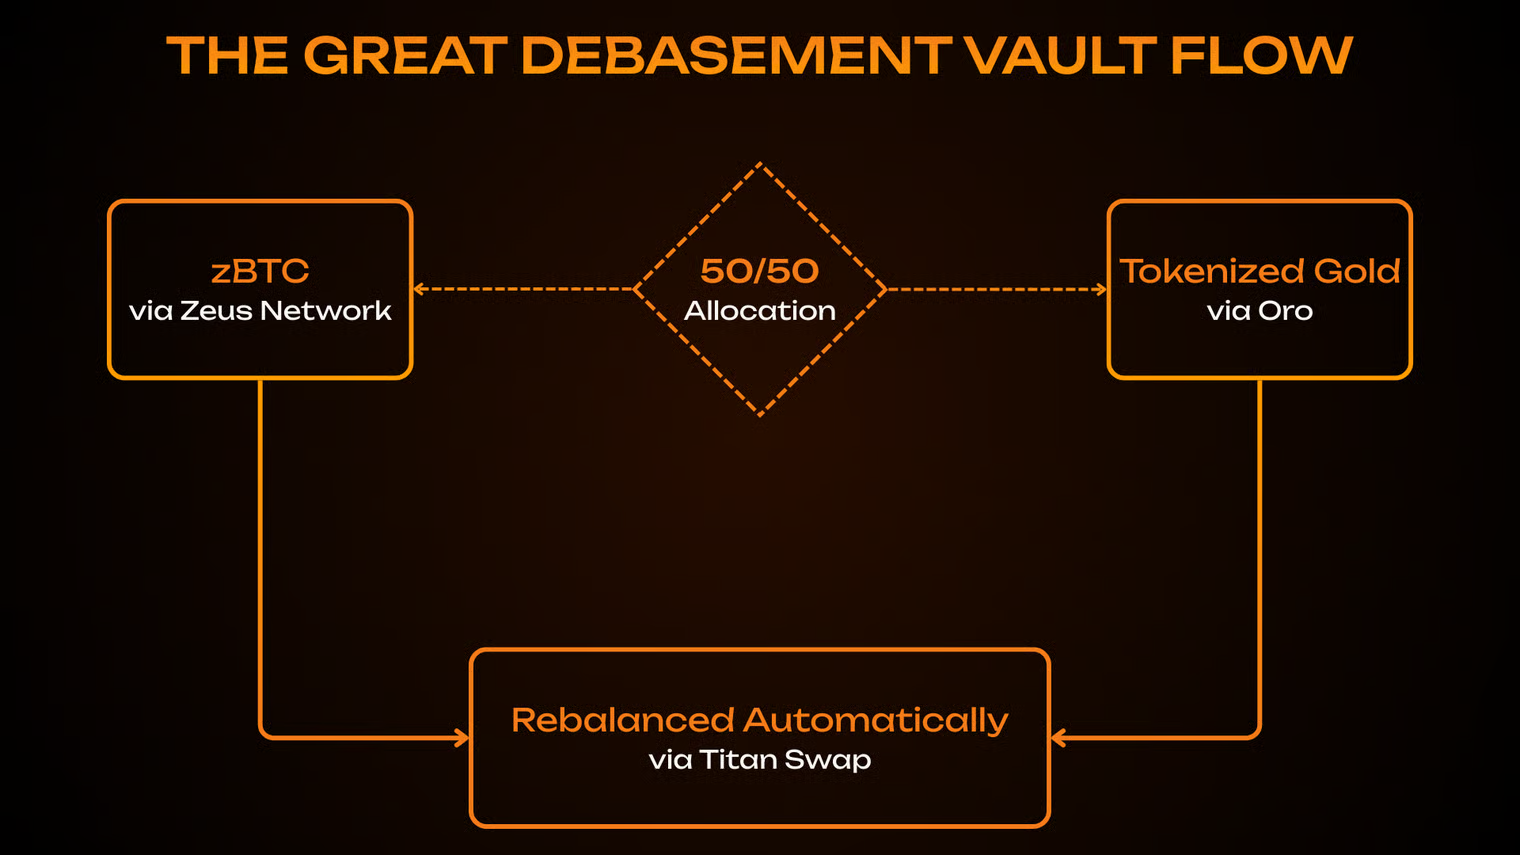 THE GREAT DEBASEMENT VAULT FLOW
zBTC
via Zeus Network
50/50
Allocation
Tokenized Gold
via Oro
Rebalanced Automatically
via Titan Swap